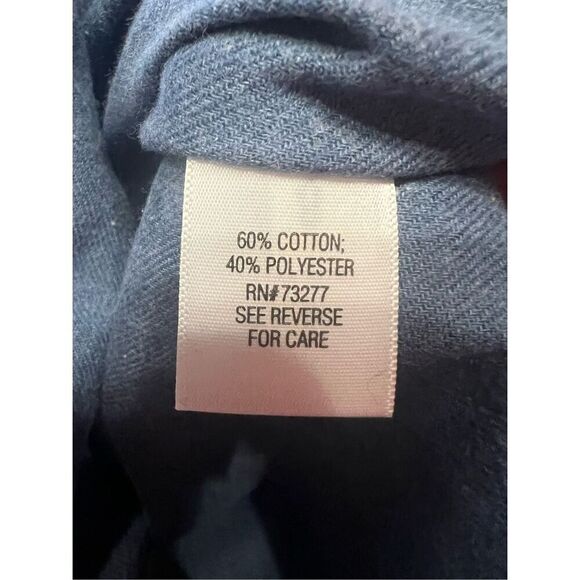 60% COTTON;
40% POLYESTER
RN#73277
SEE REVERSE
FOR CARE